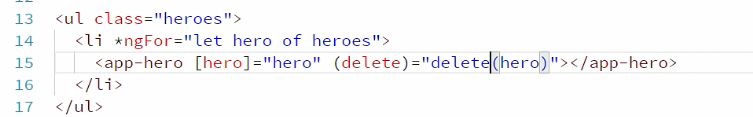 13 <ul class="heroes">
14 <li *ngFor="let hero of heroes">
15 <app-hero [hero]="hero" (delete)="delete(hero)"></app-hero>
16 </li>
17 </ul>